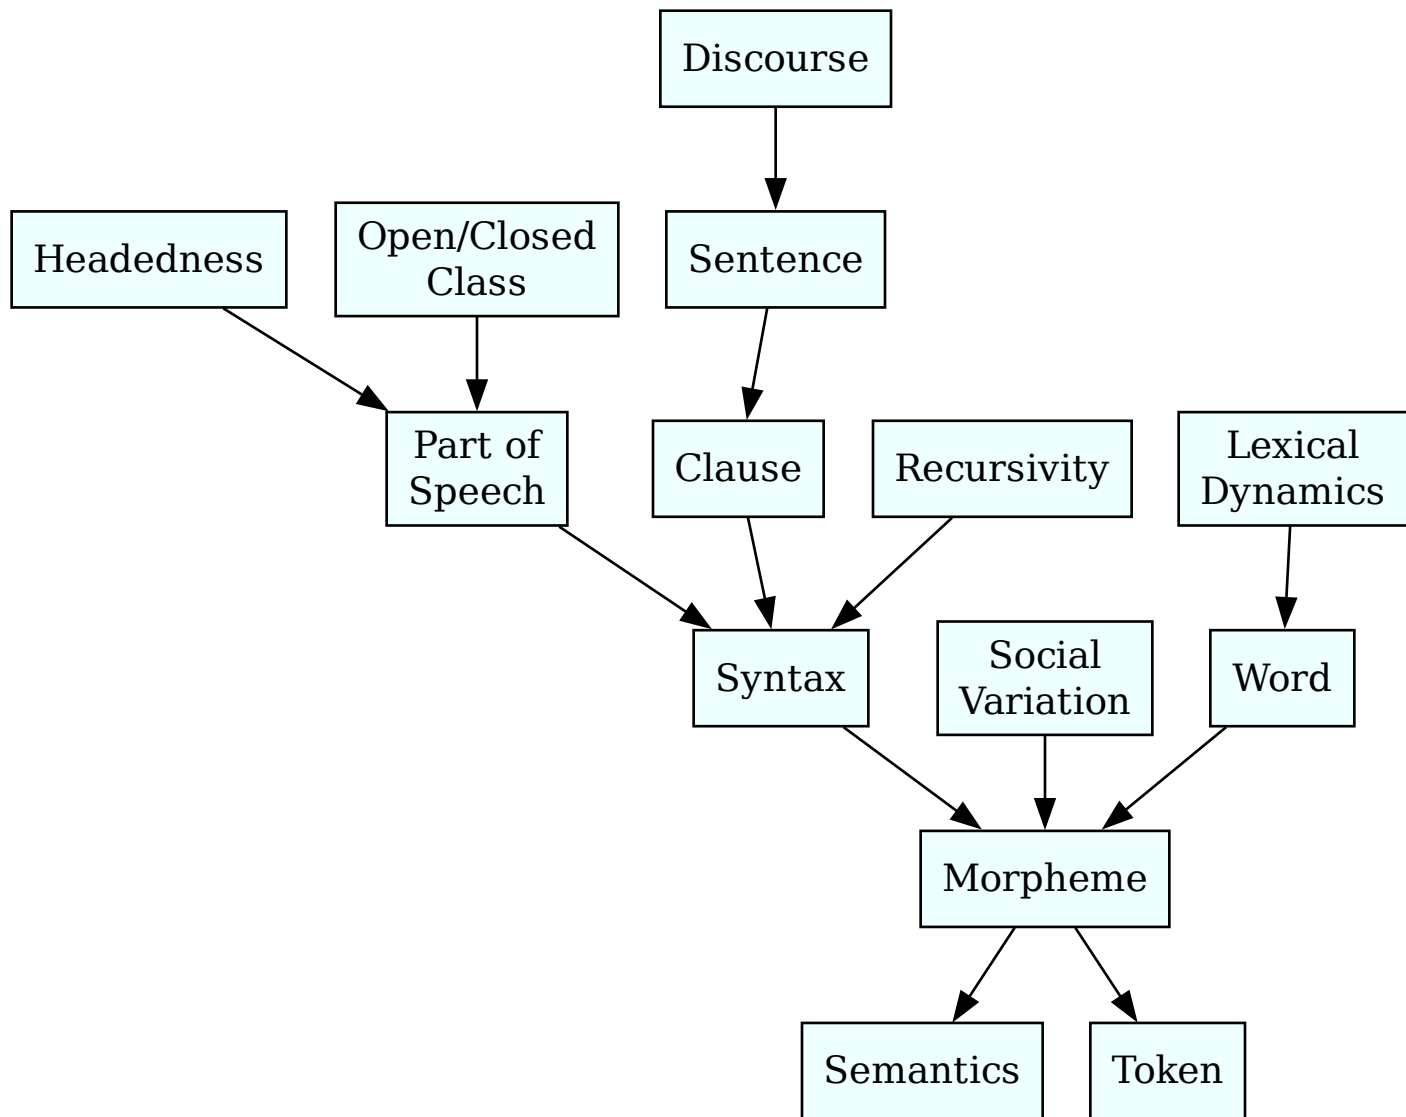 Discourse
Headedness
Open/Closed
Class
Sentence
Part of
Speech
Clause
Recursivity
Lexical
Dynamics
Syntax
Social
Variation
Word
Morpheme
Semantics
Token